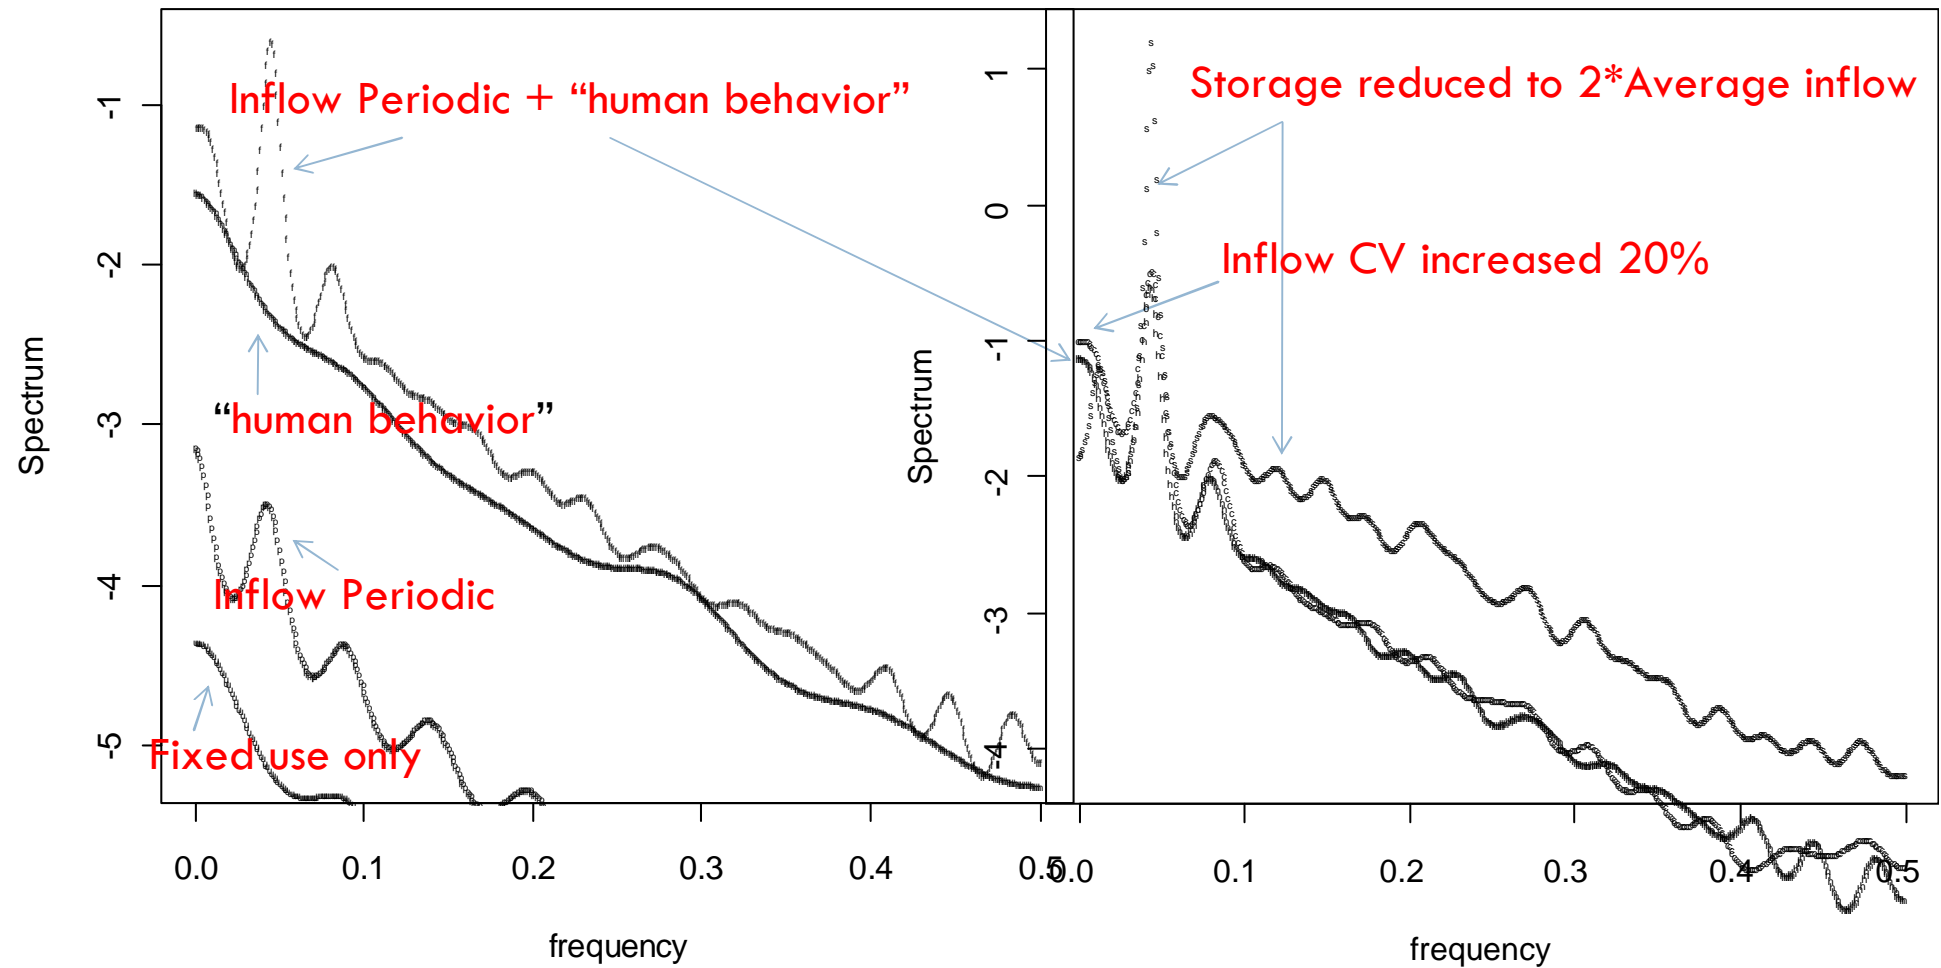 Inflow Periodic + “human behavior”
“human behavior”
Inflow Periodic
Fixed use only
Spectrum
-1
-2
-3
-4
-5
0.0 0.1 0.2 0.3 0.4 0.5
frequency
Storage reduced to 2*Average inflow
Inflow CV increased 20%
Spectrum
1
0
-1
-2
-3
-4
0.0 0.1 0.2 0.3 0.4 0.5
frequency